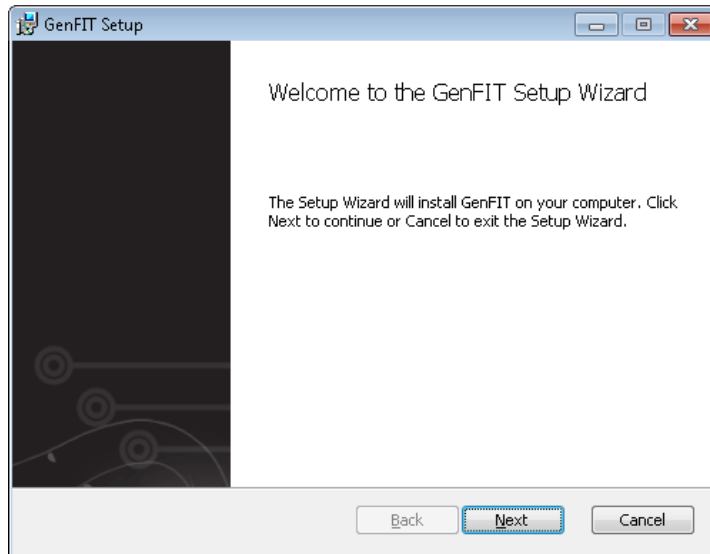 GenFIT Setup
Welcome to the GenFIT Setup Wizard
The Setup Wizard will install GenFIT on your computer. Click
Next to continue or Cancel to exit the Setup Wizard.
Back Next Cancel